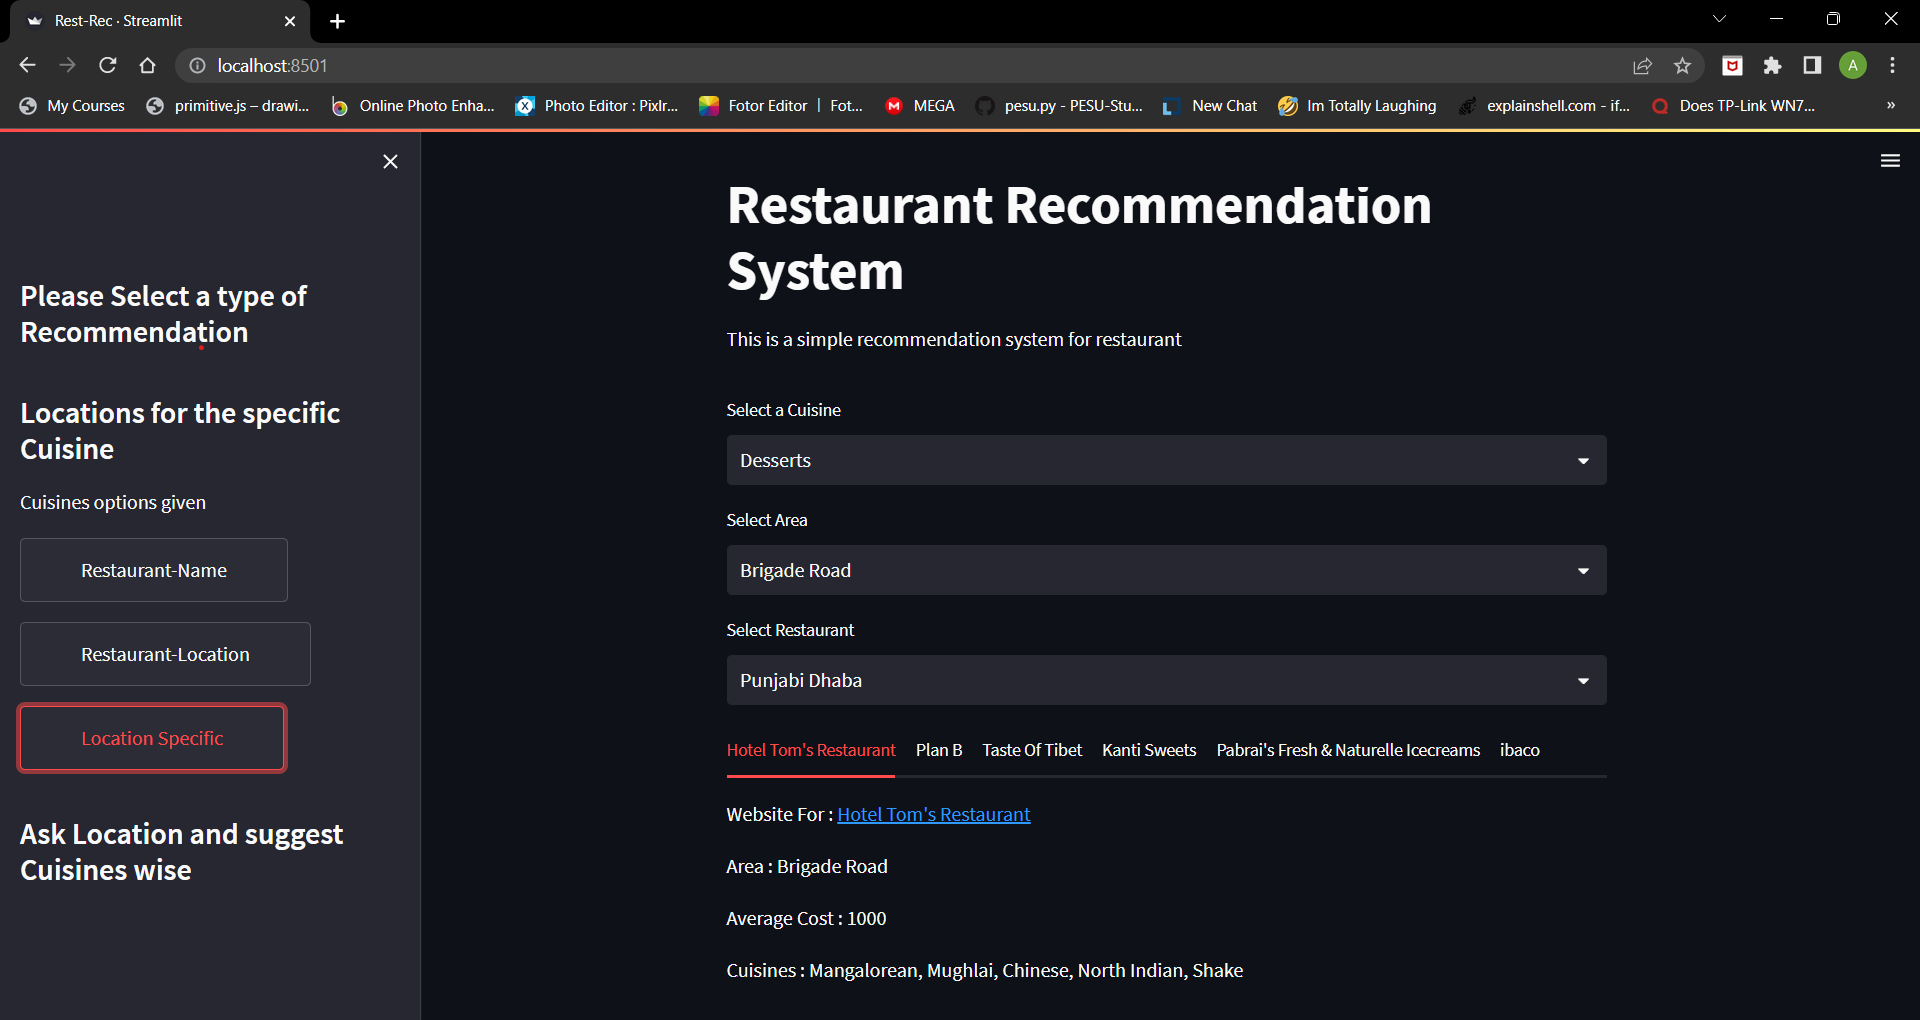 Rest-Rec · Streamlit
localhost:8501
A
My Courses
primitive.js – drawi...
Online Photo Enha...
Photo Editor : Pixlr...
Fotor Editor | Fot...
MEGA
pesu.py - PESU-Stu...
New Chat
Im Totally Laughing
explainshell.com - if...
Does TP-Link WN7...
»
Please Select a type of
Recommendation
Locations for the specific
Cuisine
Cuisines options given
Restaurant-Name
Restaurant-Location
Location Specific
Ask Location and suggest
Cuisines wise
Restaurant Recommendation
System
This is a simple recommendation system for restaurant
Select a Cuisine
Desserts
Select Area
Brigade Road
Select Restaurant
Punjabi Dhaba
Hotel Tom's Restaurant Plan B Taste Of Tibet Kanti Sweets Pabrai's Fresh & Naturelle Icecreams ibaco
Website For : Hotel Tom's Restaurant
Area : Brigade Road
Average Cost : 1000
Cuisines : Mangalorean, Mughlai, Chinese, North Indian, Shake